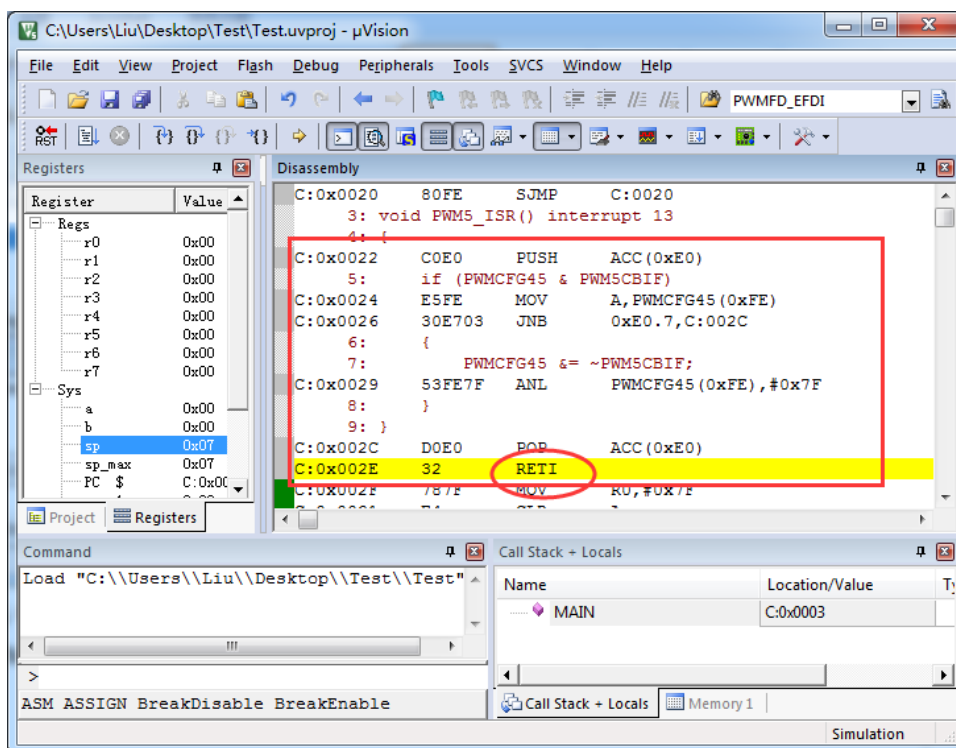 C:\Users\Liu\Desktop\Test\Test.uvproj - µVision
File Edit View Project Flash Debug Peripherals Tools SVCS Window Help
PWMFD_EFDI
RST
Registers
Register Value
Regs
r0 0x00
r1 0x00
r2 0x00
r3 0x00
r4 0x00
r5 0x00
r6 0x00
r7 0x00
Sys
a 0x00
b 0x00
sp 0x07
sp_max 0x07
PC $ C:0x00
Project Registers
Disassembly
C:0x0020 80FE SJMP C:0020
3: void PWM5_ISR() interrupt 13
4: {
C:0x0022 C0E0 PUSH ACC(0xE0)
5: if (PWMCFG45 & PWM5CBIF)
C:0x0024 E5FE MOV A,PWMCFG45(0xFE)
C:0x0026 30E703 JNB 0xE0.7,C:002C
6: {
7: PWMCFG45 &= ~PWM5CBIF;
C:0x0029 53FE7F ANL PWMCFG45(0xFE),#0x7F
8: }
9: }
C:0x002C D0E0 POP ACC(0xE0)
C:0x002E 32 RETI
C:0x002F 787F MOV R0,#0x7F
Command
Load "C:\\Users\\Liu\\Desktop\\Test\\Test"
>
ASM ASSIGN BreakDisable BreakEnable
Call Stack + Locals
Name Location/Value Ty
MAIN C:0x0003
Call Stack + Locals Memory 1
Simulation